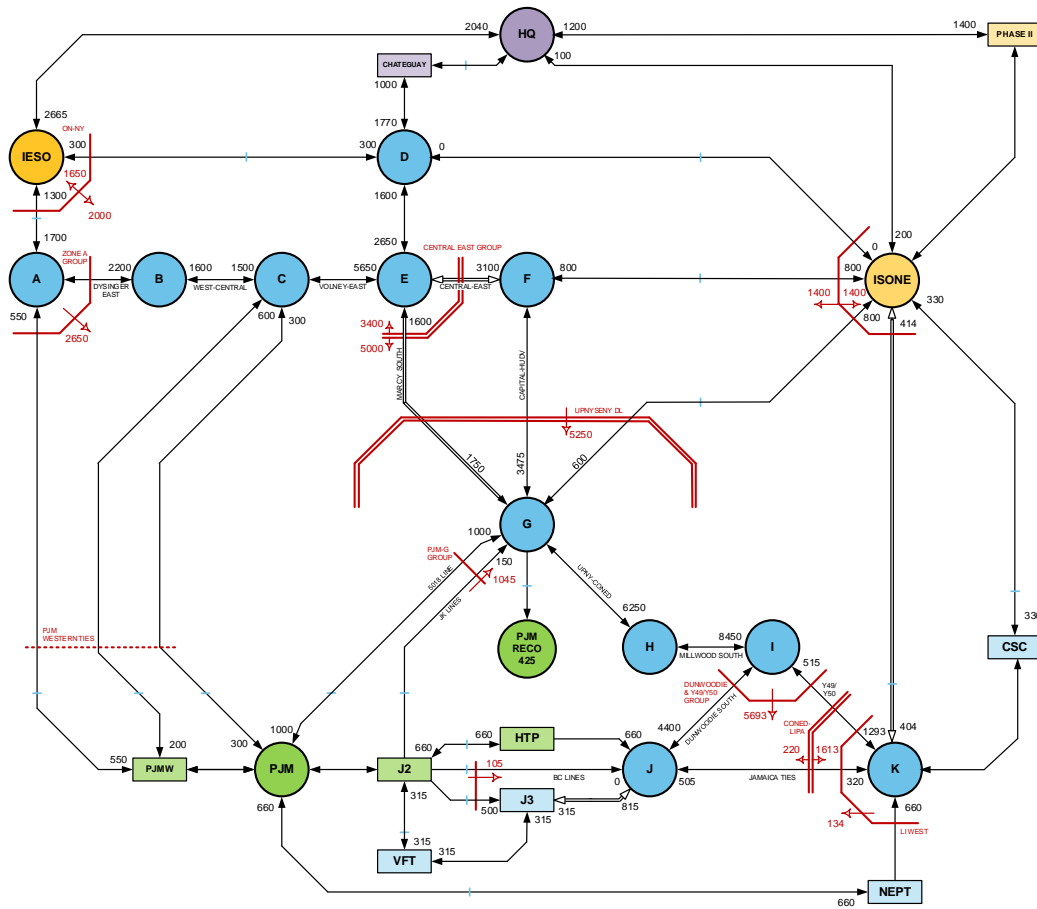 2040
HQ
1200
1400
PHASE II
100
CHATEGUAY
1000
2665
ON-NY
1770
IESO
300
300
D
0
1650
1300
2000
1600
1700
ZONE A
GROUP
2650
CENTRAL EAST GROUP
200
0
A
2200
B
1600
1500
C
5650
E
3100
F
800
800
ISONE
DYSINGER
EAST
WEST-CENTRAL
VOLNEY-EAST
CENTRAL-EAST
1400
1400
330
550
2650
600
300
3400
1600
5000
800
414
MARCY SOUTH
CAPITAL-HUDV
UPNYSENY DL
5250
1750
3475
600
G
1000
150
PJM-G
GROUP
1045
5018 LINE
JK LINES
UPNY-CONED
6250
PJM
RECO
425
H
8450
I
MILLWOOD SOUTH
515
330
CSC
PJM
WESTERN TIES
DUNWOODIE
& Y49/Y50
GROUP
5693
Y49/
Y50
DUNWOODIE SOUTH
4400
CONED-
LIPA
1293
404
1000
300
200
550
PJMW
PJM
660
660
HTP
660
J2
105
BC LINES
J
505
JAMAICA TIES
220
1613
320
K
0
660
315
500
J3
315
815
134
LI WEST
660
315
315
VFT
315
NEPT
660